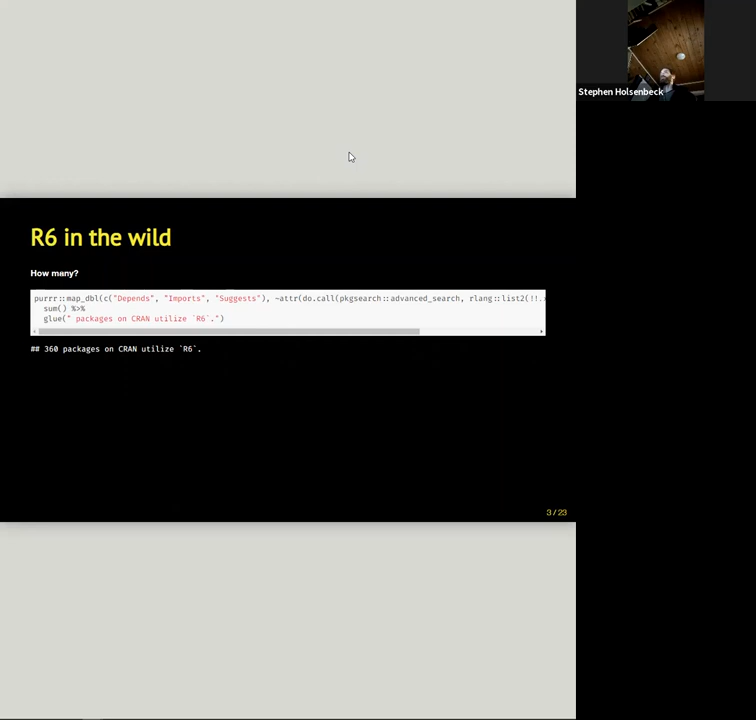 Stephen Holsenbeck
R6 in the wild
How many?
purrr::map_dbl(c("Depends", "Imports", "Suggests"), ~attr(do.call(pkgsearch::advanced_search, rlang::list2(!!.
sum() %>%
glue(" packages on CRAN utilize `R6`.")
## 360 packages on CRAN utilize `R6`.
3 / 23